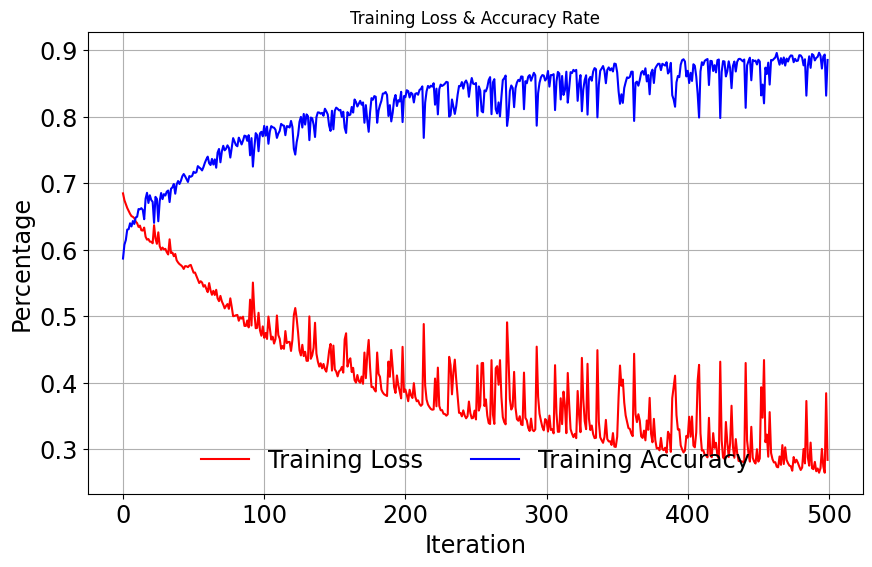 Training Loss & Accuracy Rate
Percentage
0.9
0.8
0.7
0.6
0.5
0.4
0.3
Training Loss Training Accuracy
0 100 200 300 400 500
Iteration